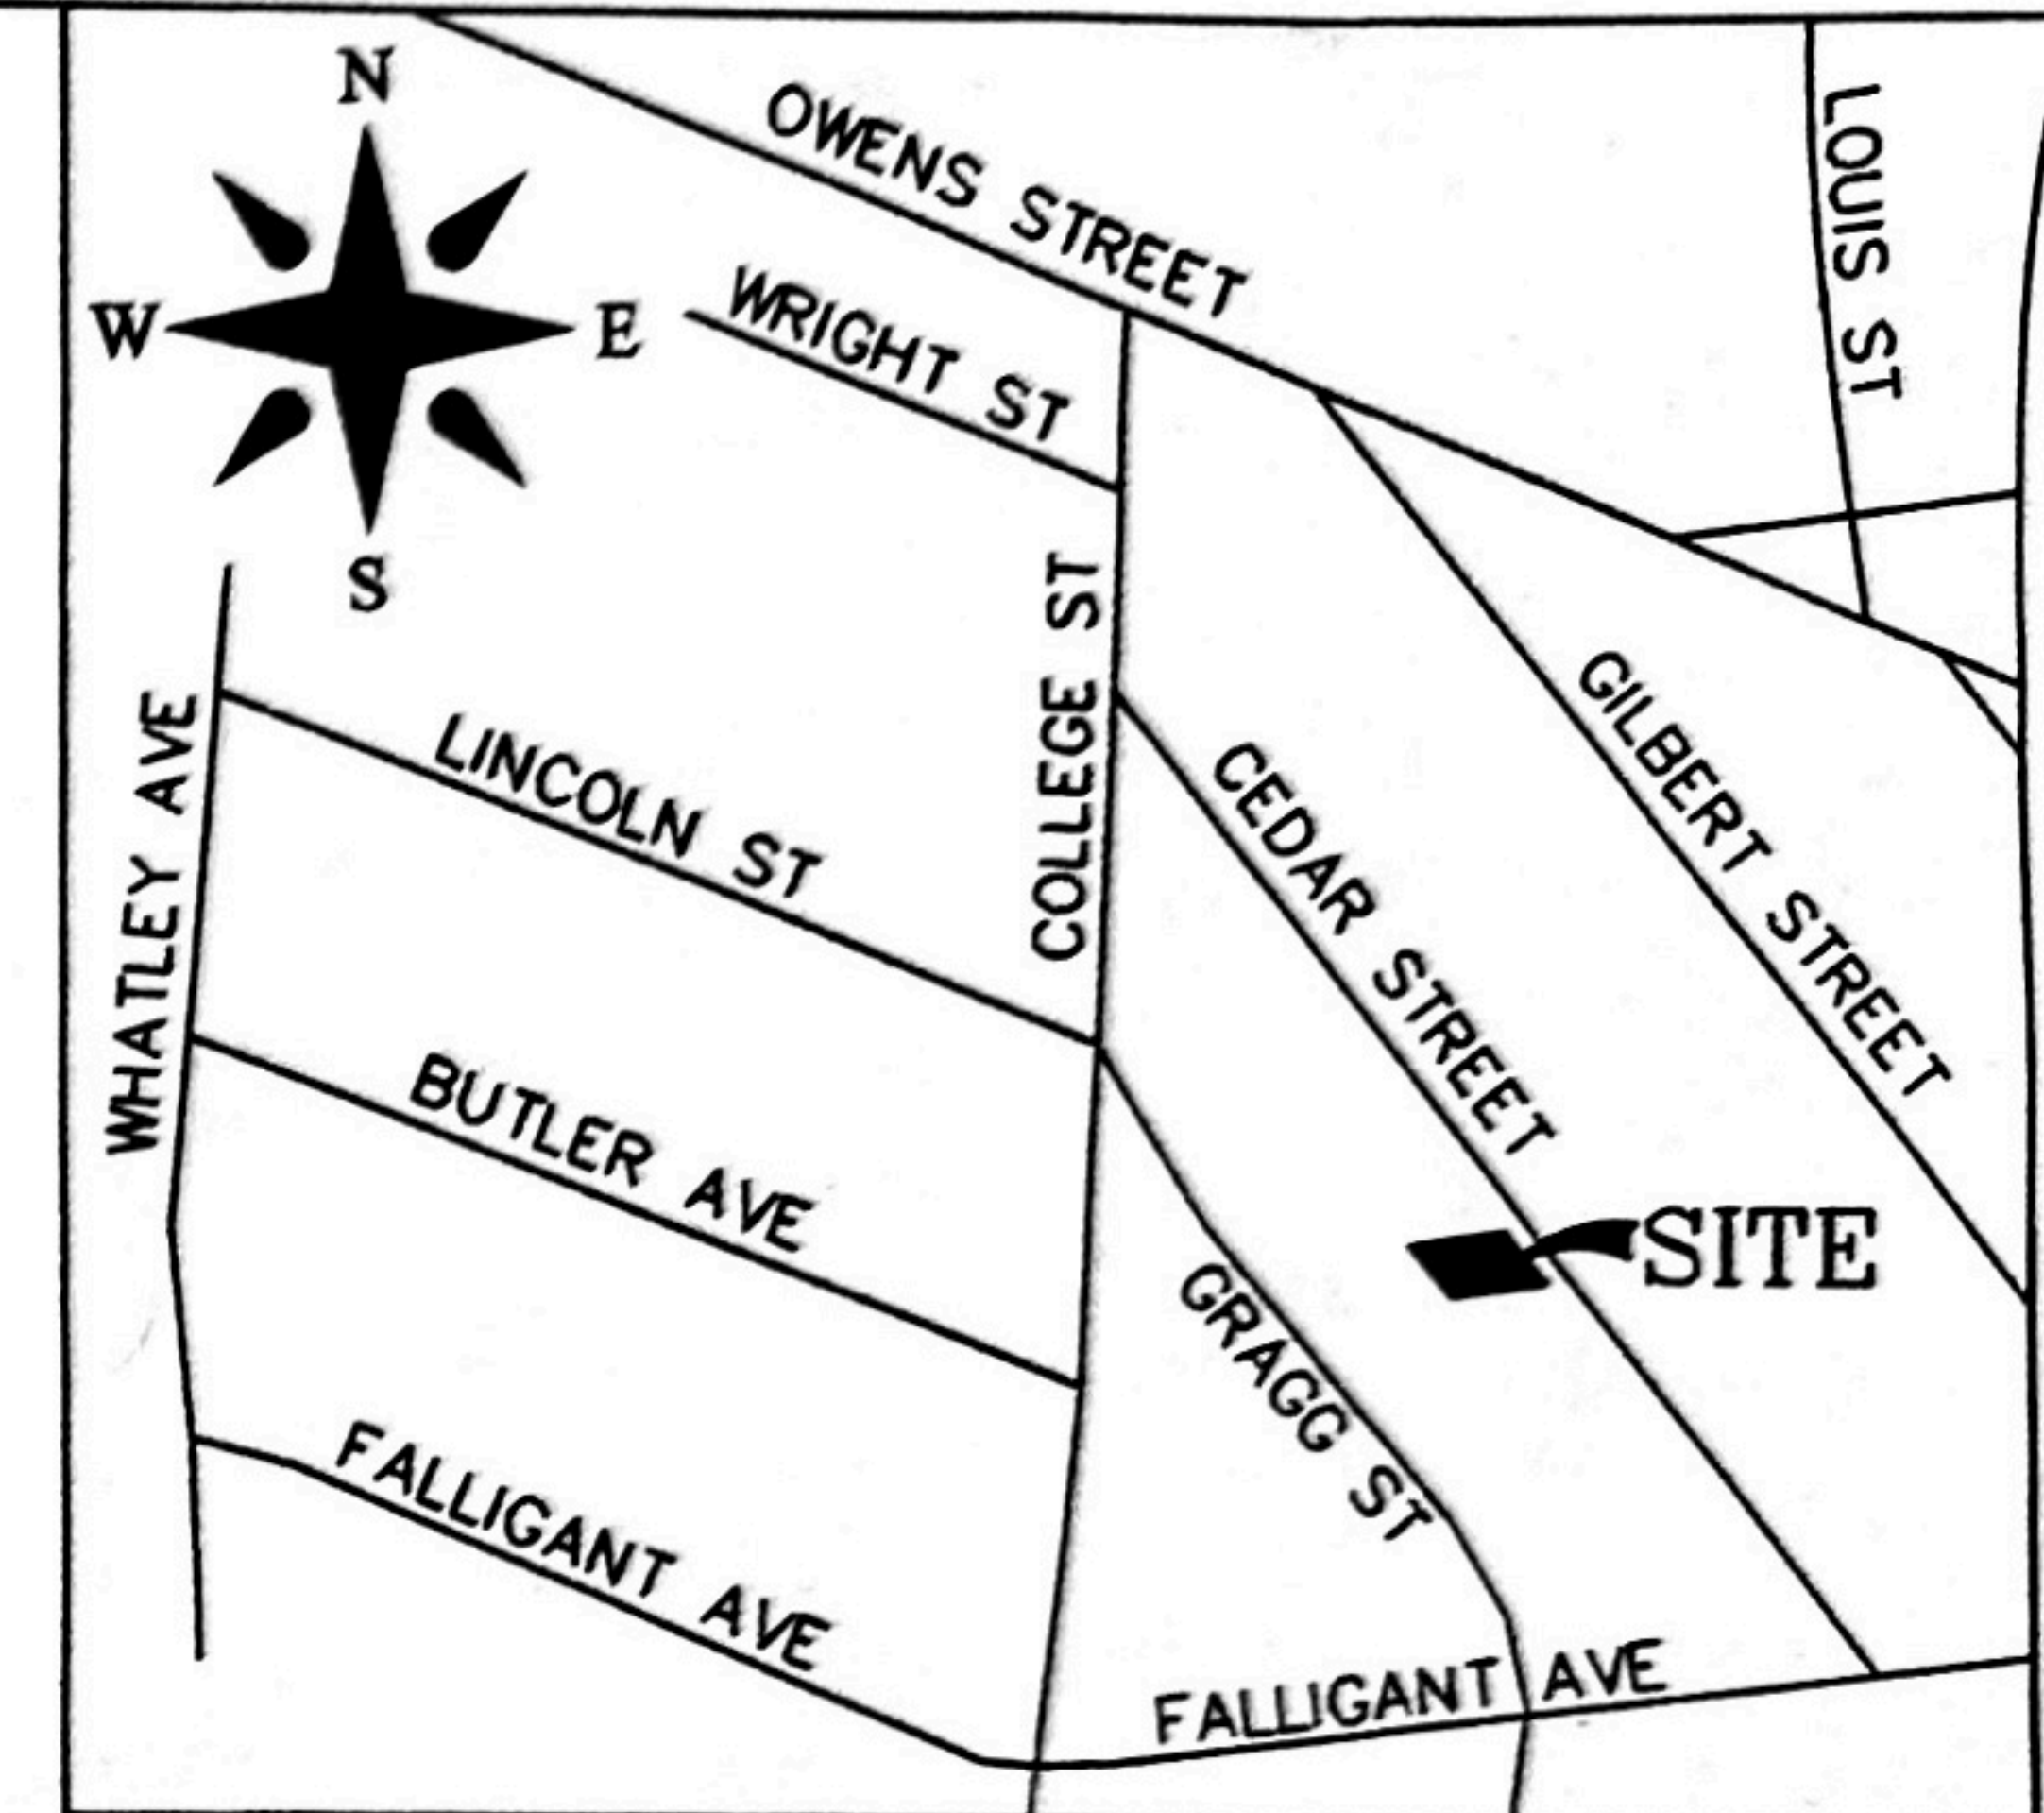 N
W
E
S
OWENS STREET
LOUIS ST
WRIGHT ST
COLLEGE ST
WHATLEY AVE
LINCOLN ST
CEDAR STREET
GILBERT STREET
BUTLER AVE
SITE
GRAGG ST
FALLIGANT AVE
FALLIGANT AVE